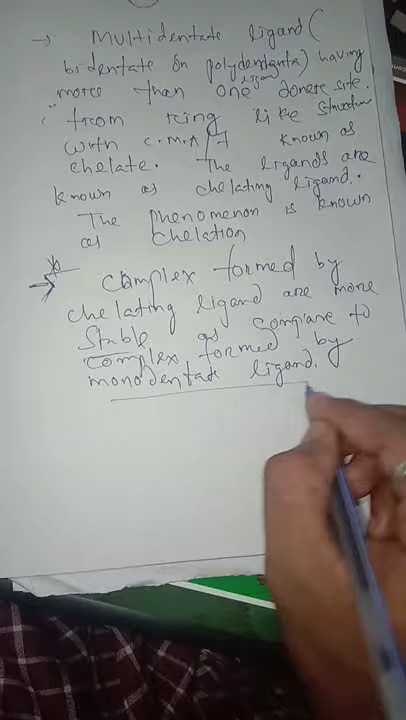 → Multidentate ligand (
bidentate or polydentate) having
more than one ligand donere site.
from ring like structure
with c.m.A/I known as
chelate. The ligands are
known as chelating ligand.
The phenomenon is known
as chelation
Complex formed by
chelating ligand are more
Stable as compare to
complex formed by
monodentate ligand.